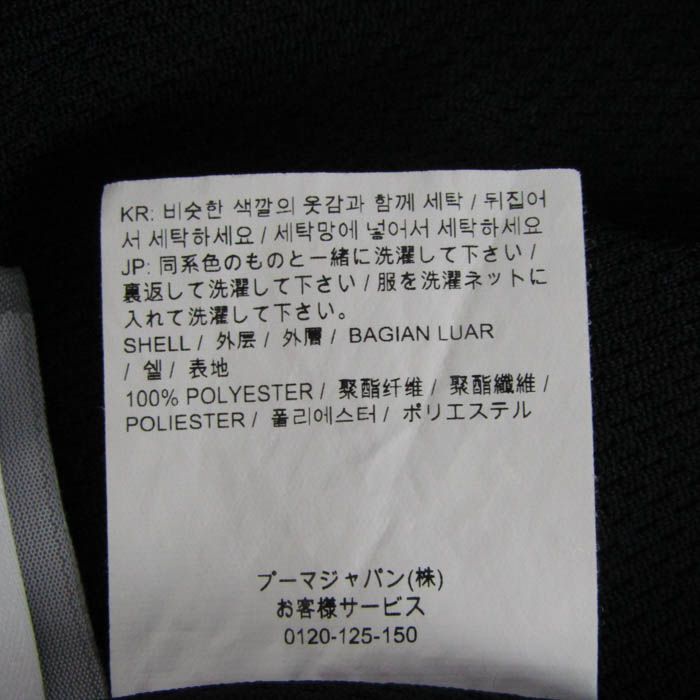 KR: 비슷한 색깔의 옷감과 함께 세탁 / 뒤집어
서 세탁하세요 / 세탁망에 넣어서 세탁하세요
JP: 同系色のものと一緒に洗濯して下さい /
裏返して洗濯して下さい / 服を洗濯ネットに
入れて洗濯して下さい。
SHELL / 外层 / 外層 / BAGIAN LUAR
/ 쉘 / 表地
100% POLYESTER / 聚酯纤维 / 聚酯纖維 /
POLIESTER / 폴리에스터 / ポリエステル
プーマジャパン(株)
お客様サービス
0120-125-150